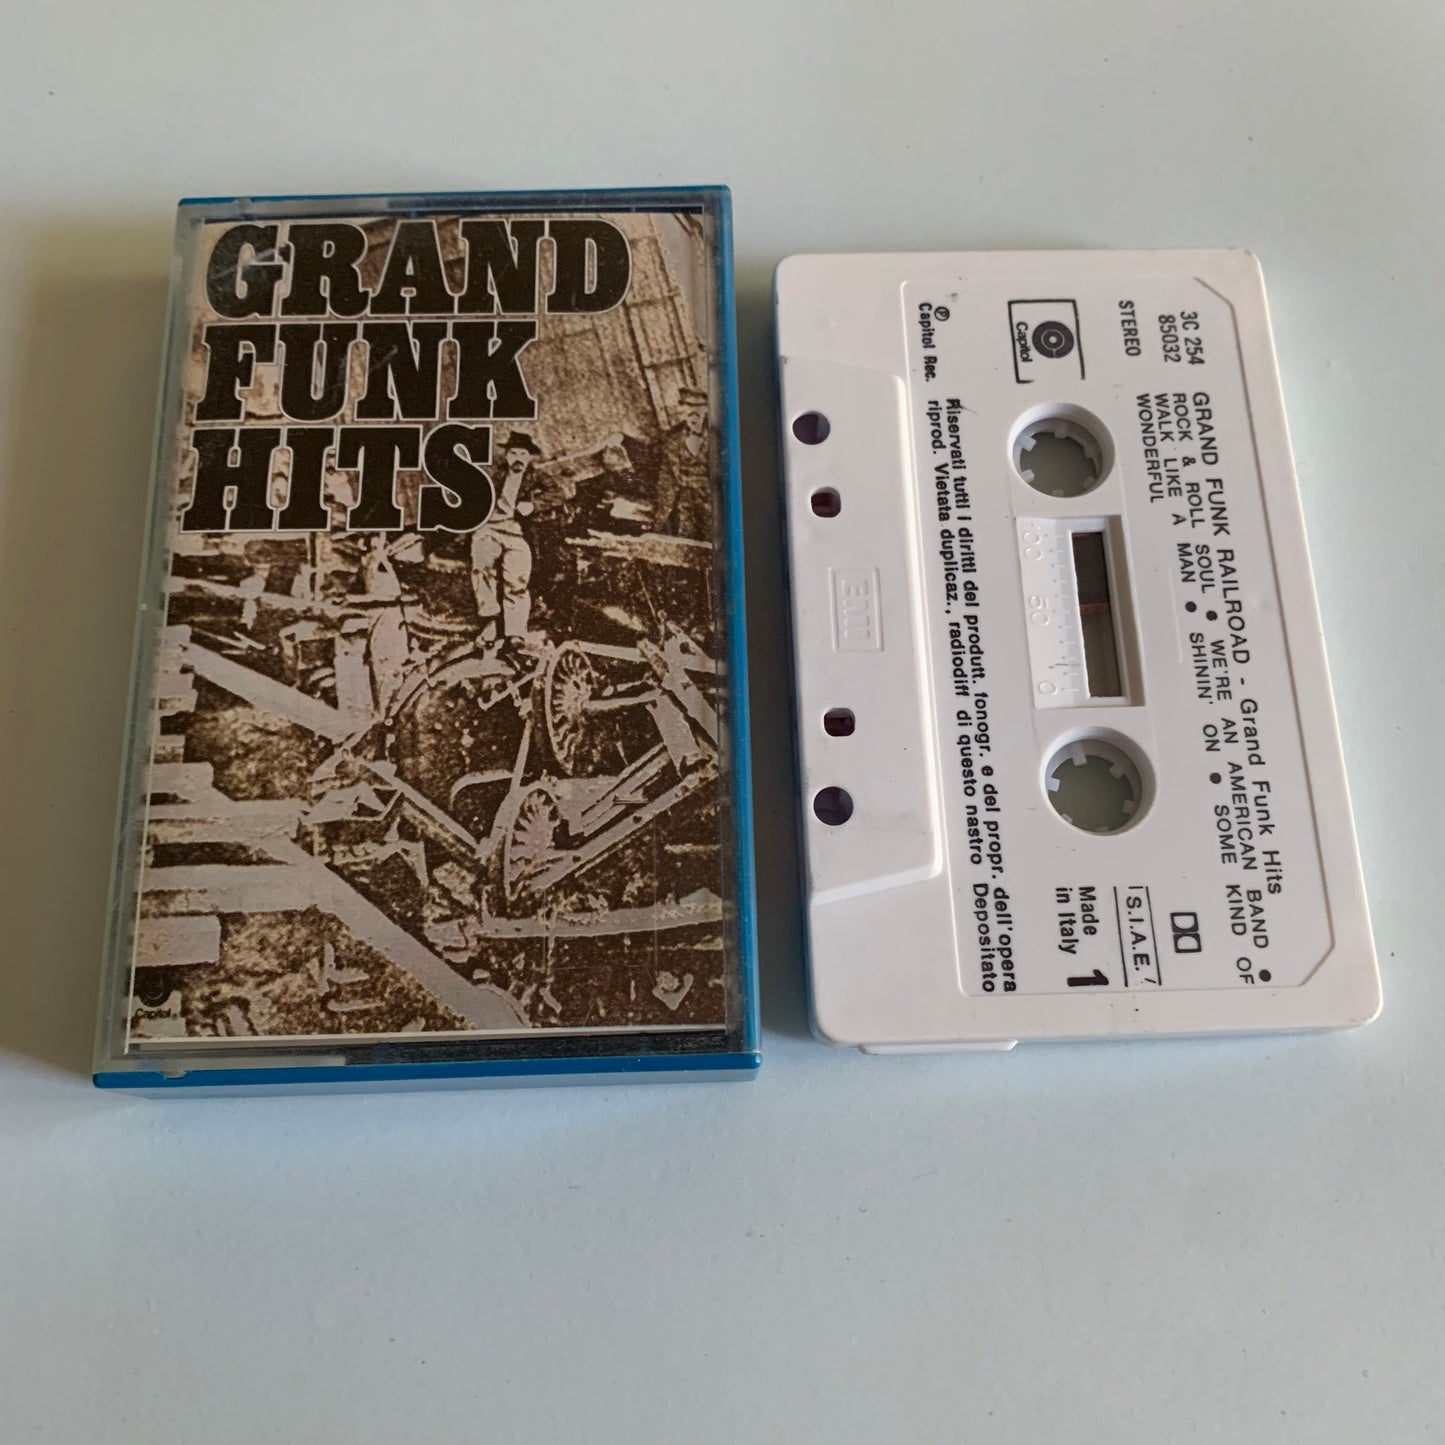 GRAND
FUNK
HITS
Capitol
3C 254
85032
STEREO
GRAND FUNK RAILROAD - Grand Funk Hits
ROCK & ROLL SOUL • WE'RE AN AMERICAN BAND •
WALK LIKE A MAN • SHININ' ON • SOME KIND OF
WONDERFUL
Capitol
Ⓟ
Capitol Rec.
Riservati tutti i diritti del produtt. fonogr. e del propr. dell'opera
riprod. Vietata duplicaz., radiodiff di questo nastro Depositato
S.I.A.E.
Made
in Italy
1
100 50 0
EMI